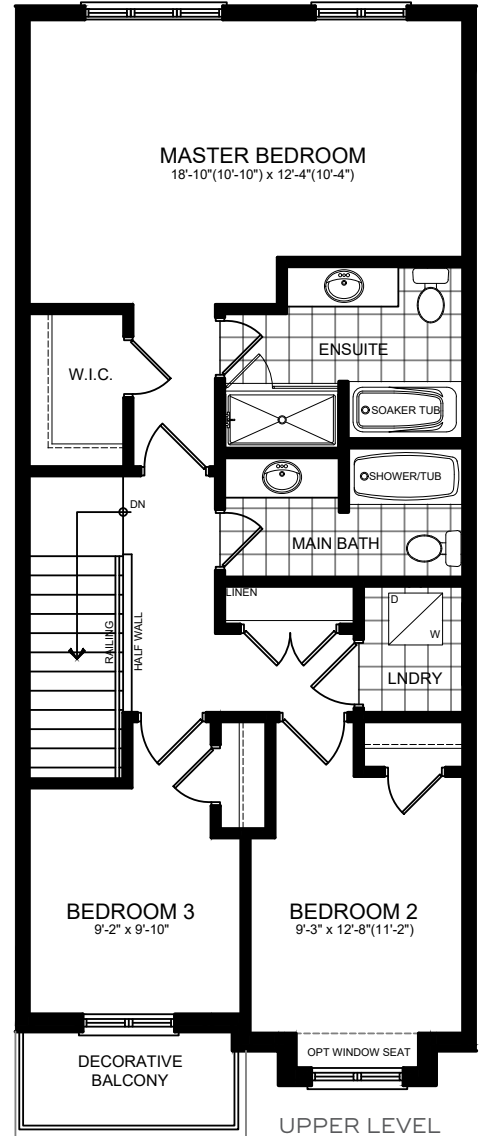 MASTER BEDROOM
18'-10"(10'-10") x 12'-4"(10'-4")
ENSUITE
W.I.C.
SOAKER TUB
SHOWER/TUB
DN
MAIN BATH
LINEN
D
W
RAILING
HALF WALL
LNDRY
BEDROOM 3
9'-2" x 9'-10"
BEDROOM 2
9'-3" x 12'-8"(11'-2")
OPT WINDOW SEAT
DECORATIVE
BALCONY
UPPER LEVEL